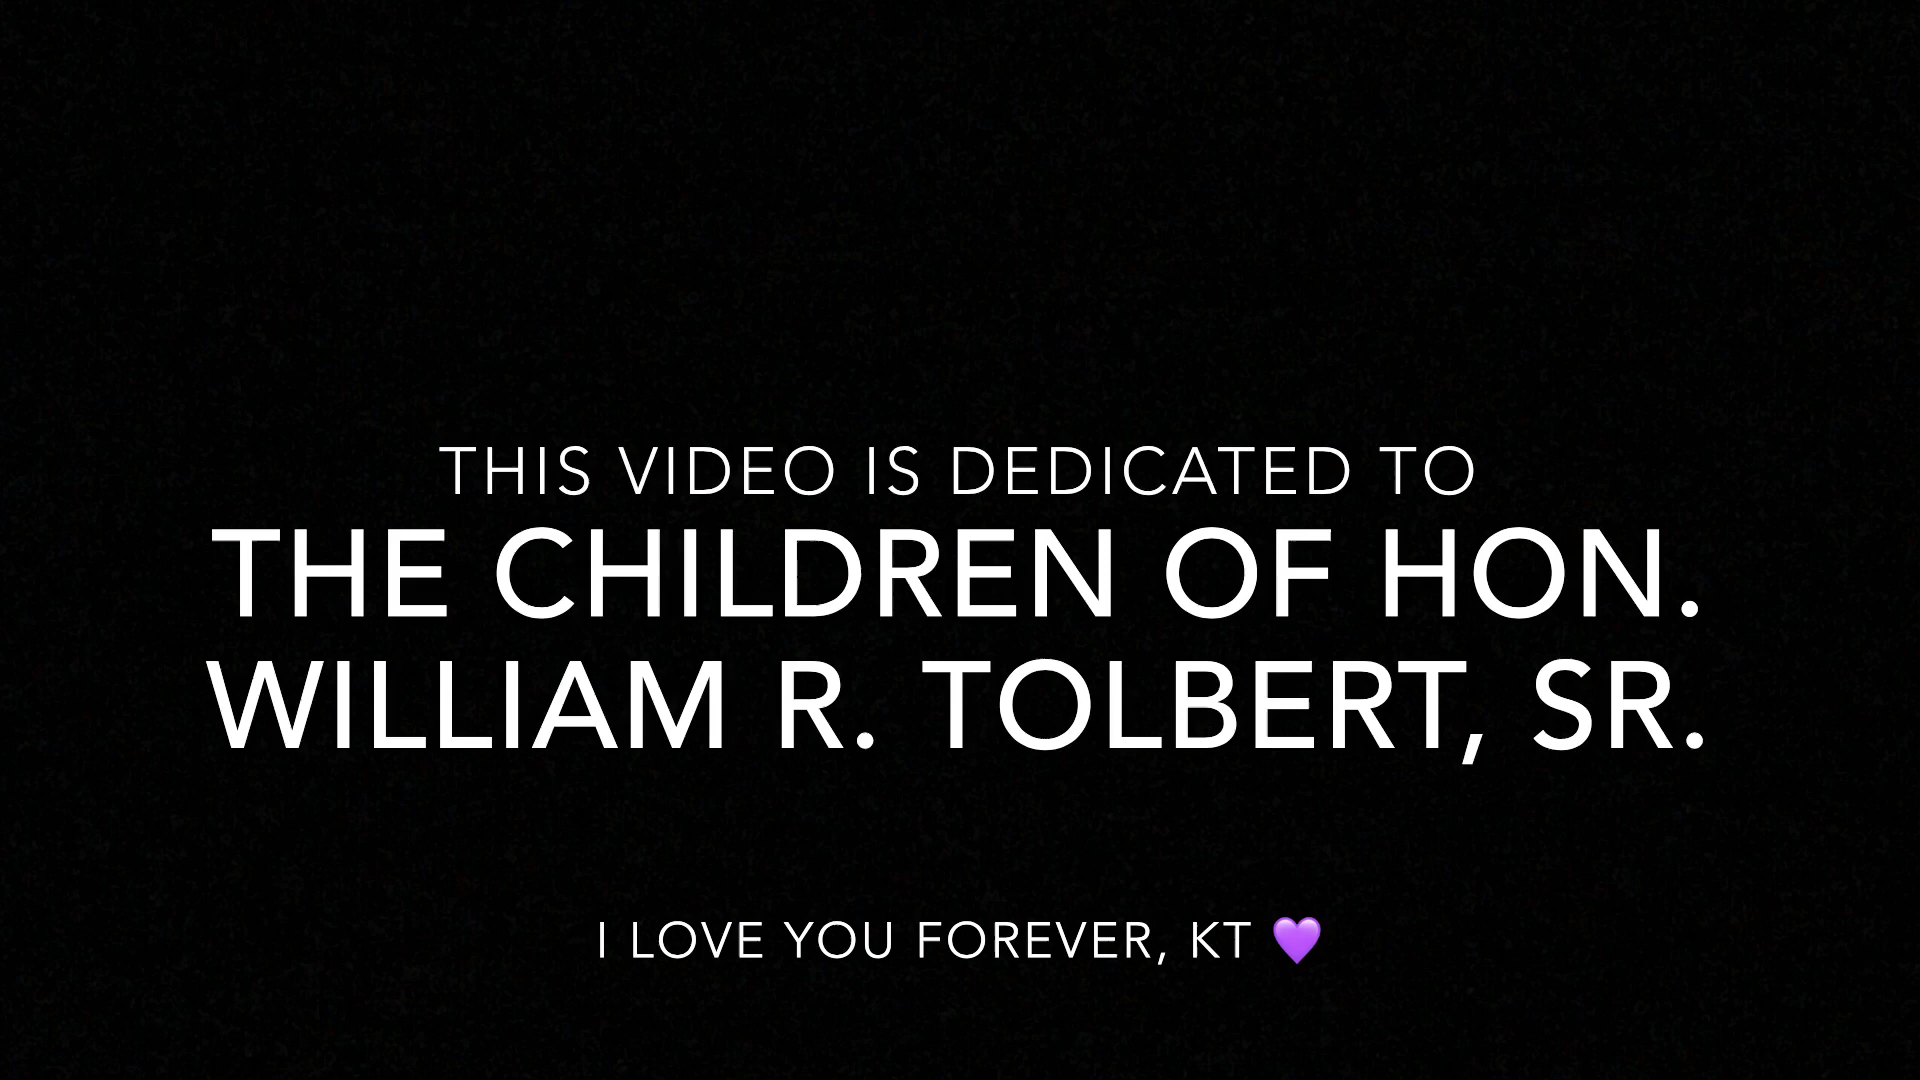 THIS VIDEO IS DEDICATED TO
THE CHILDREN OF HON.
WILLIAM R. TOLBERT, SR.
I LOVE YOU FOREVER, KT 💜